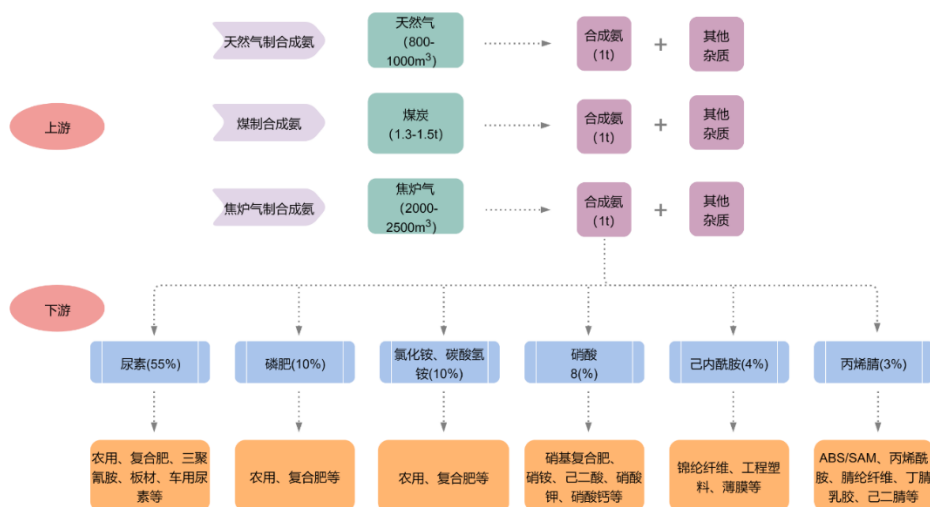 天然气制合成氨
天然气
（800-
1000m³）
合成氨
(1t)
+
其他
杂质
上游
煤制合成氨
煤炭
（1.3-1.5t）
合成氨
(1t)
+
其他
杂质
焦炉气制合成氨
焦炉气
（2000-
2500m³）
合成氨
(1t)
+
其他
杂质
下游
尿素(55%)
磷肥(10%)
氯化铵、碳酸氢
铵(10%)
硝酸
8(%)
己内酰胺(4%)
丙烯腈(3%)
农用、复合肥、三聚
氰胺、板材、车用尿
素等
农用、复合肥等
农用、复合肥等
硝基复合肥、
硝铵、己二酸、硝酸
钾、硝酸钙等
锦纶纤维、工程塑
料、薄膜等
ABS/SAM、丙烯酰
胺、腈纶纤维、丁腈
乳胶、己二腈等